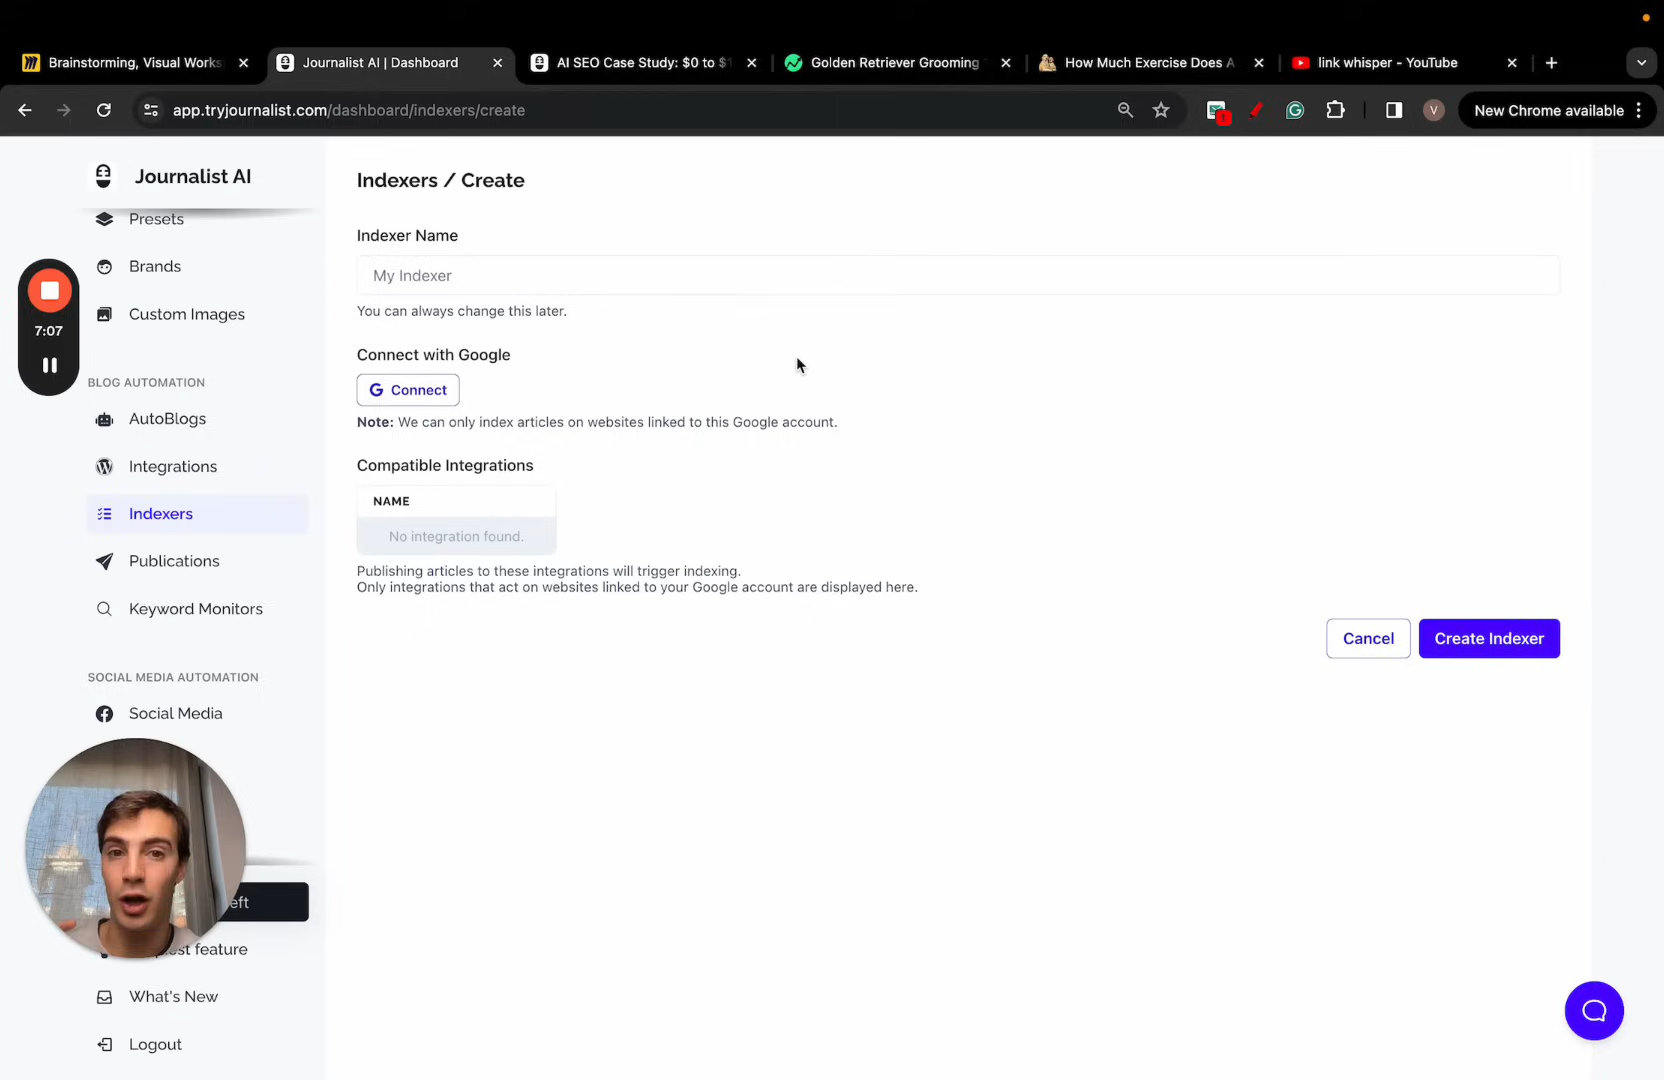 Brainstorming, Visual Works
Journalist AI | Dashboard
AI SEO Case Study: $0 to $1
Golden Retriever Grooming
How Much Exercise Does A
link whisper - YouTube
app.tryjournalist.com/dashboard/indexers/create
1
V
New Chrome available
Journalist AI
Presets
Brands
Custom Images
7:07
BLOG AUTOMATION
AutoBlogs
Integrations
Indexers
Publications
Keyword Monitors
SOCIAL MEDIA AUTOMATION
Social Media
eft
feature
What's New
Logout
Indexers / Create
Indexer Name
My Indexer
You can always change this later.
Connect with Google
G Connect
Note: We can only index articles on websites linked to this Google account.
Compatible Integrations
NAME
No integration found.
Publishing articles to these integrations will trigger indexing.
Only integrations that act on websites linked to your Google account are displayed here.
Cancel
Create Indexer